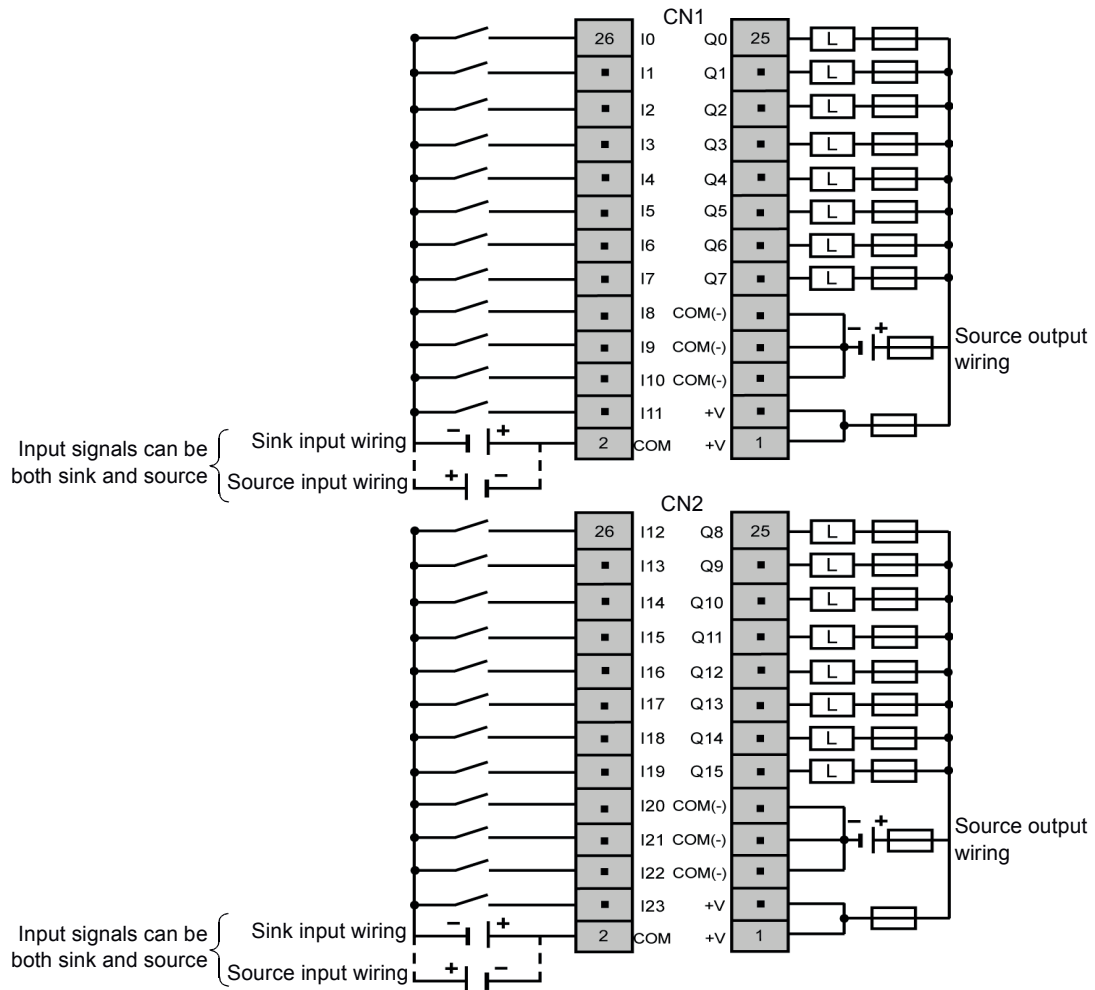 CN1
26 I0 Q0 25 L
I1 Q1 L
I2 Q2 L
I3 Q3 L
I4 Q4 L
I5 Q5 L
I6 Q6 L
I7 Q7 L
I8 COM(-)
I9 COM(-) − + Source output
wiring
I10 COM(-)
I11 +V
Input signals can be
both sink and source
Sink input wiring − + 2 COM +V 1
Source input wiring + −
CN2
26 I12 Q8 25 L
I13 Q9 L
I14 Q10 L
I15 Q11 L
I16 Q12 L
I17 Q13 L
I18 Q14 L
I19 Q15 L
I20 COM(-)
I21 COM(-) − + Source output
wiring
I22 COM(-)
I23 +V
Input signals can be
both sink and source
Sink input wiring − + 2 COM +V 1
Source input wiring + −